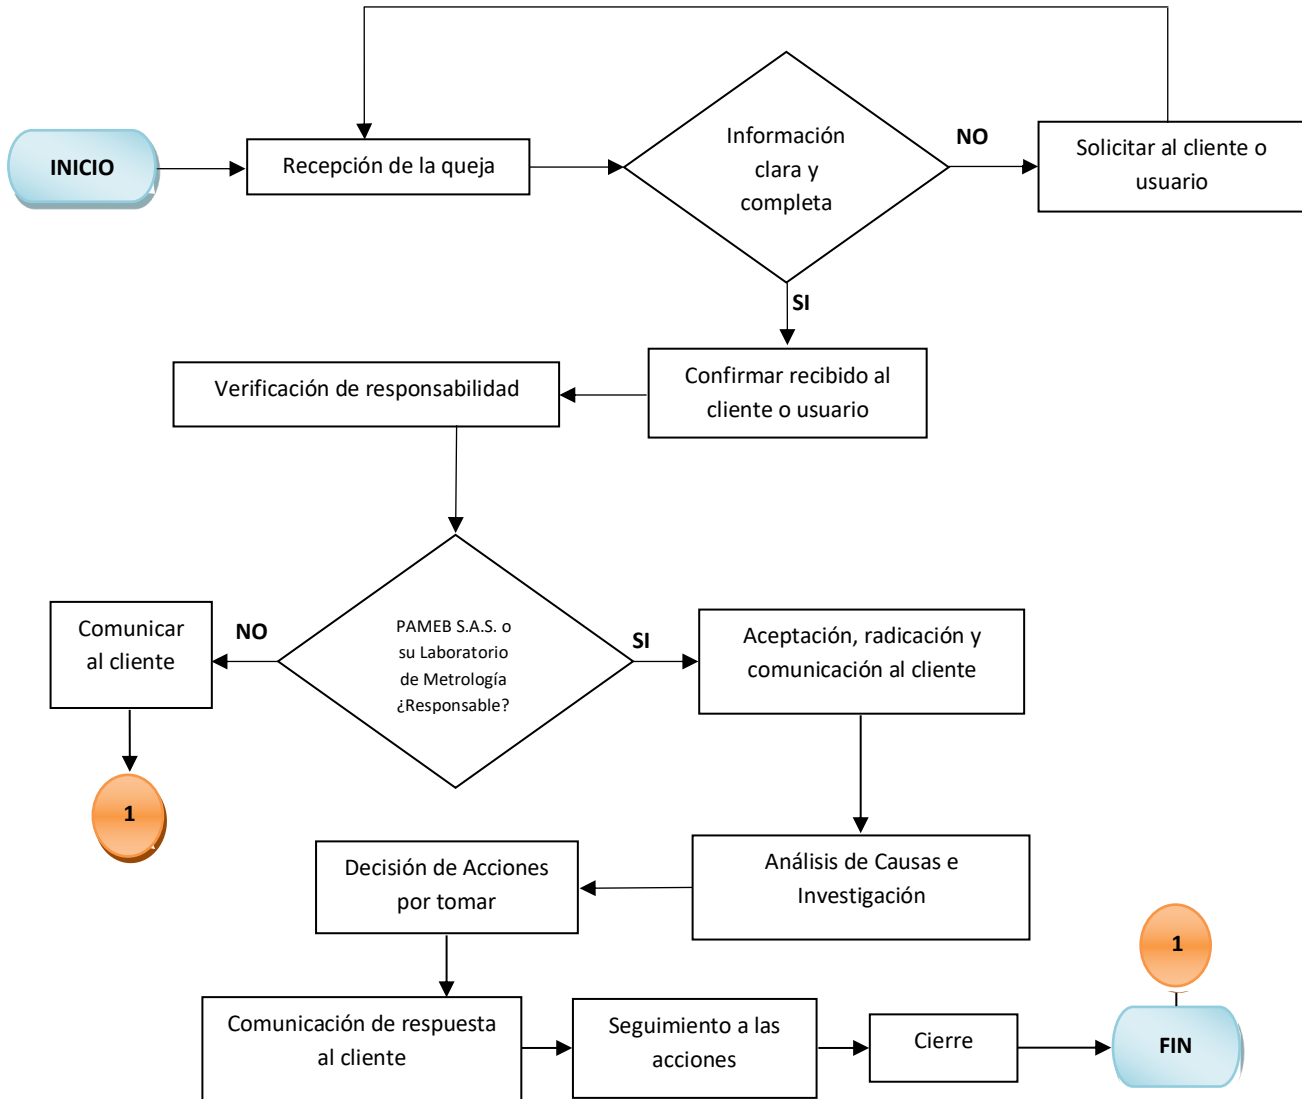 INICIO
Recepción de la queja
Información
clara y
completa
NO
Solicitar al cliente o
usuario
SI
Confirmar recibido al
cliente o usuario
Verificación de responsabilidad
PAMEB S.A.S. o
su Laboratorio
de Metrología
¿Responsable?
NO
Comunicar
al cliente
1
SI
Aceptación, radicación y
comunicación al cliente
Análisis de Causas e
Investigación
Decisión de Acciones
por tomar
Comunicación de respuesta
al cliente
Seguimiento a las
acciones
Cierre
1
FIN